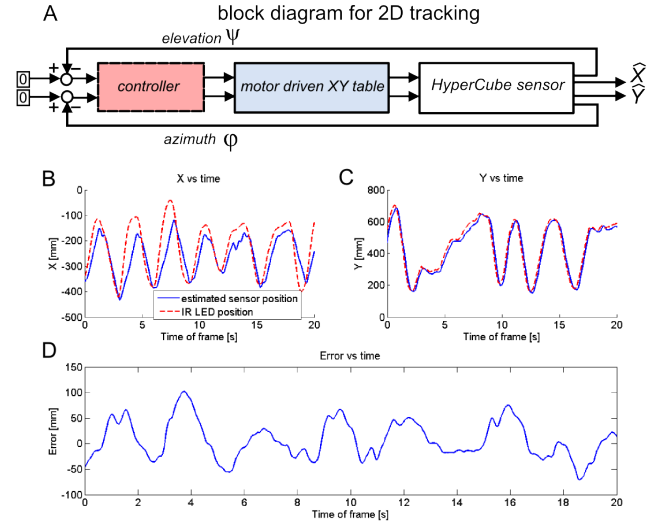 A
block diagram for 2D tracking
elevation ψ
+ −
0
0
+ −
controller
motor driven XY table
HyperCube sensor
X̂
Ŷ
azimuth φ
B
X vs time
X [mm]
0
-100
-200
-300
-400
-500
0 5 10 15 20
Time of frame [s]
estimated sensor position
IR LED position
C
Y vs time
Y [mm]
800
600
400
200
0
0 5 10 15 20
Time of frame [s]
D
Error vs time
Error [mm]
150
100
50
0
-50
-100
0 2 4 6 8 10 12 14 16 18 20
Time of frame [s]